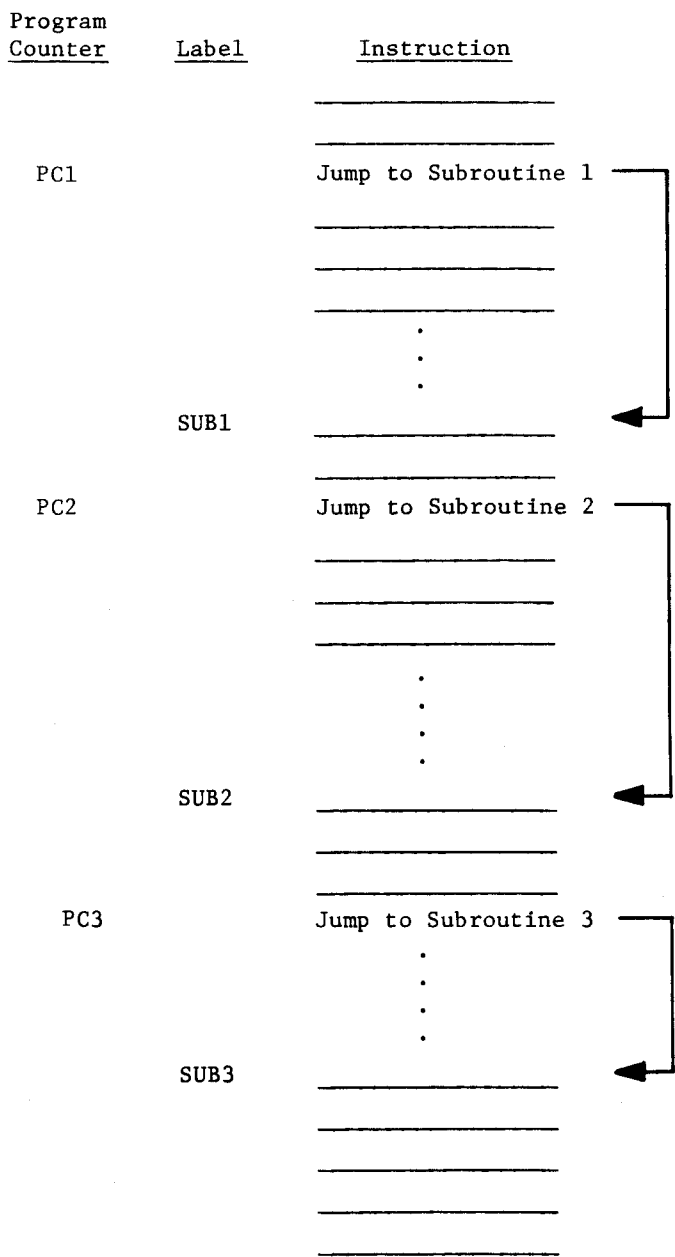 Program
Counter Label Instruction
PC1 Jump to Subroutine 1
SUB1
PC2 Jump to Subroutine 2
SUB2
PC3 Jump to Subroutine 3
SUB3